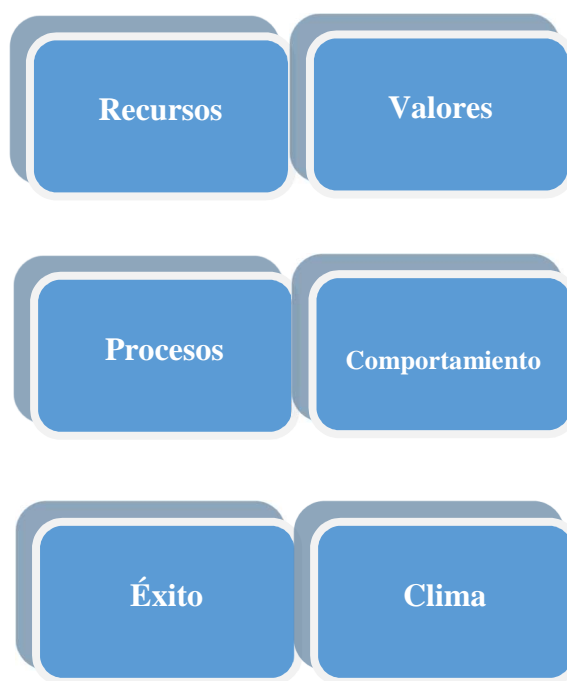 Recursos
Valores
Procesos
Comportamiento
Éxito
Clima